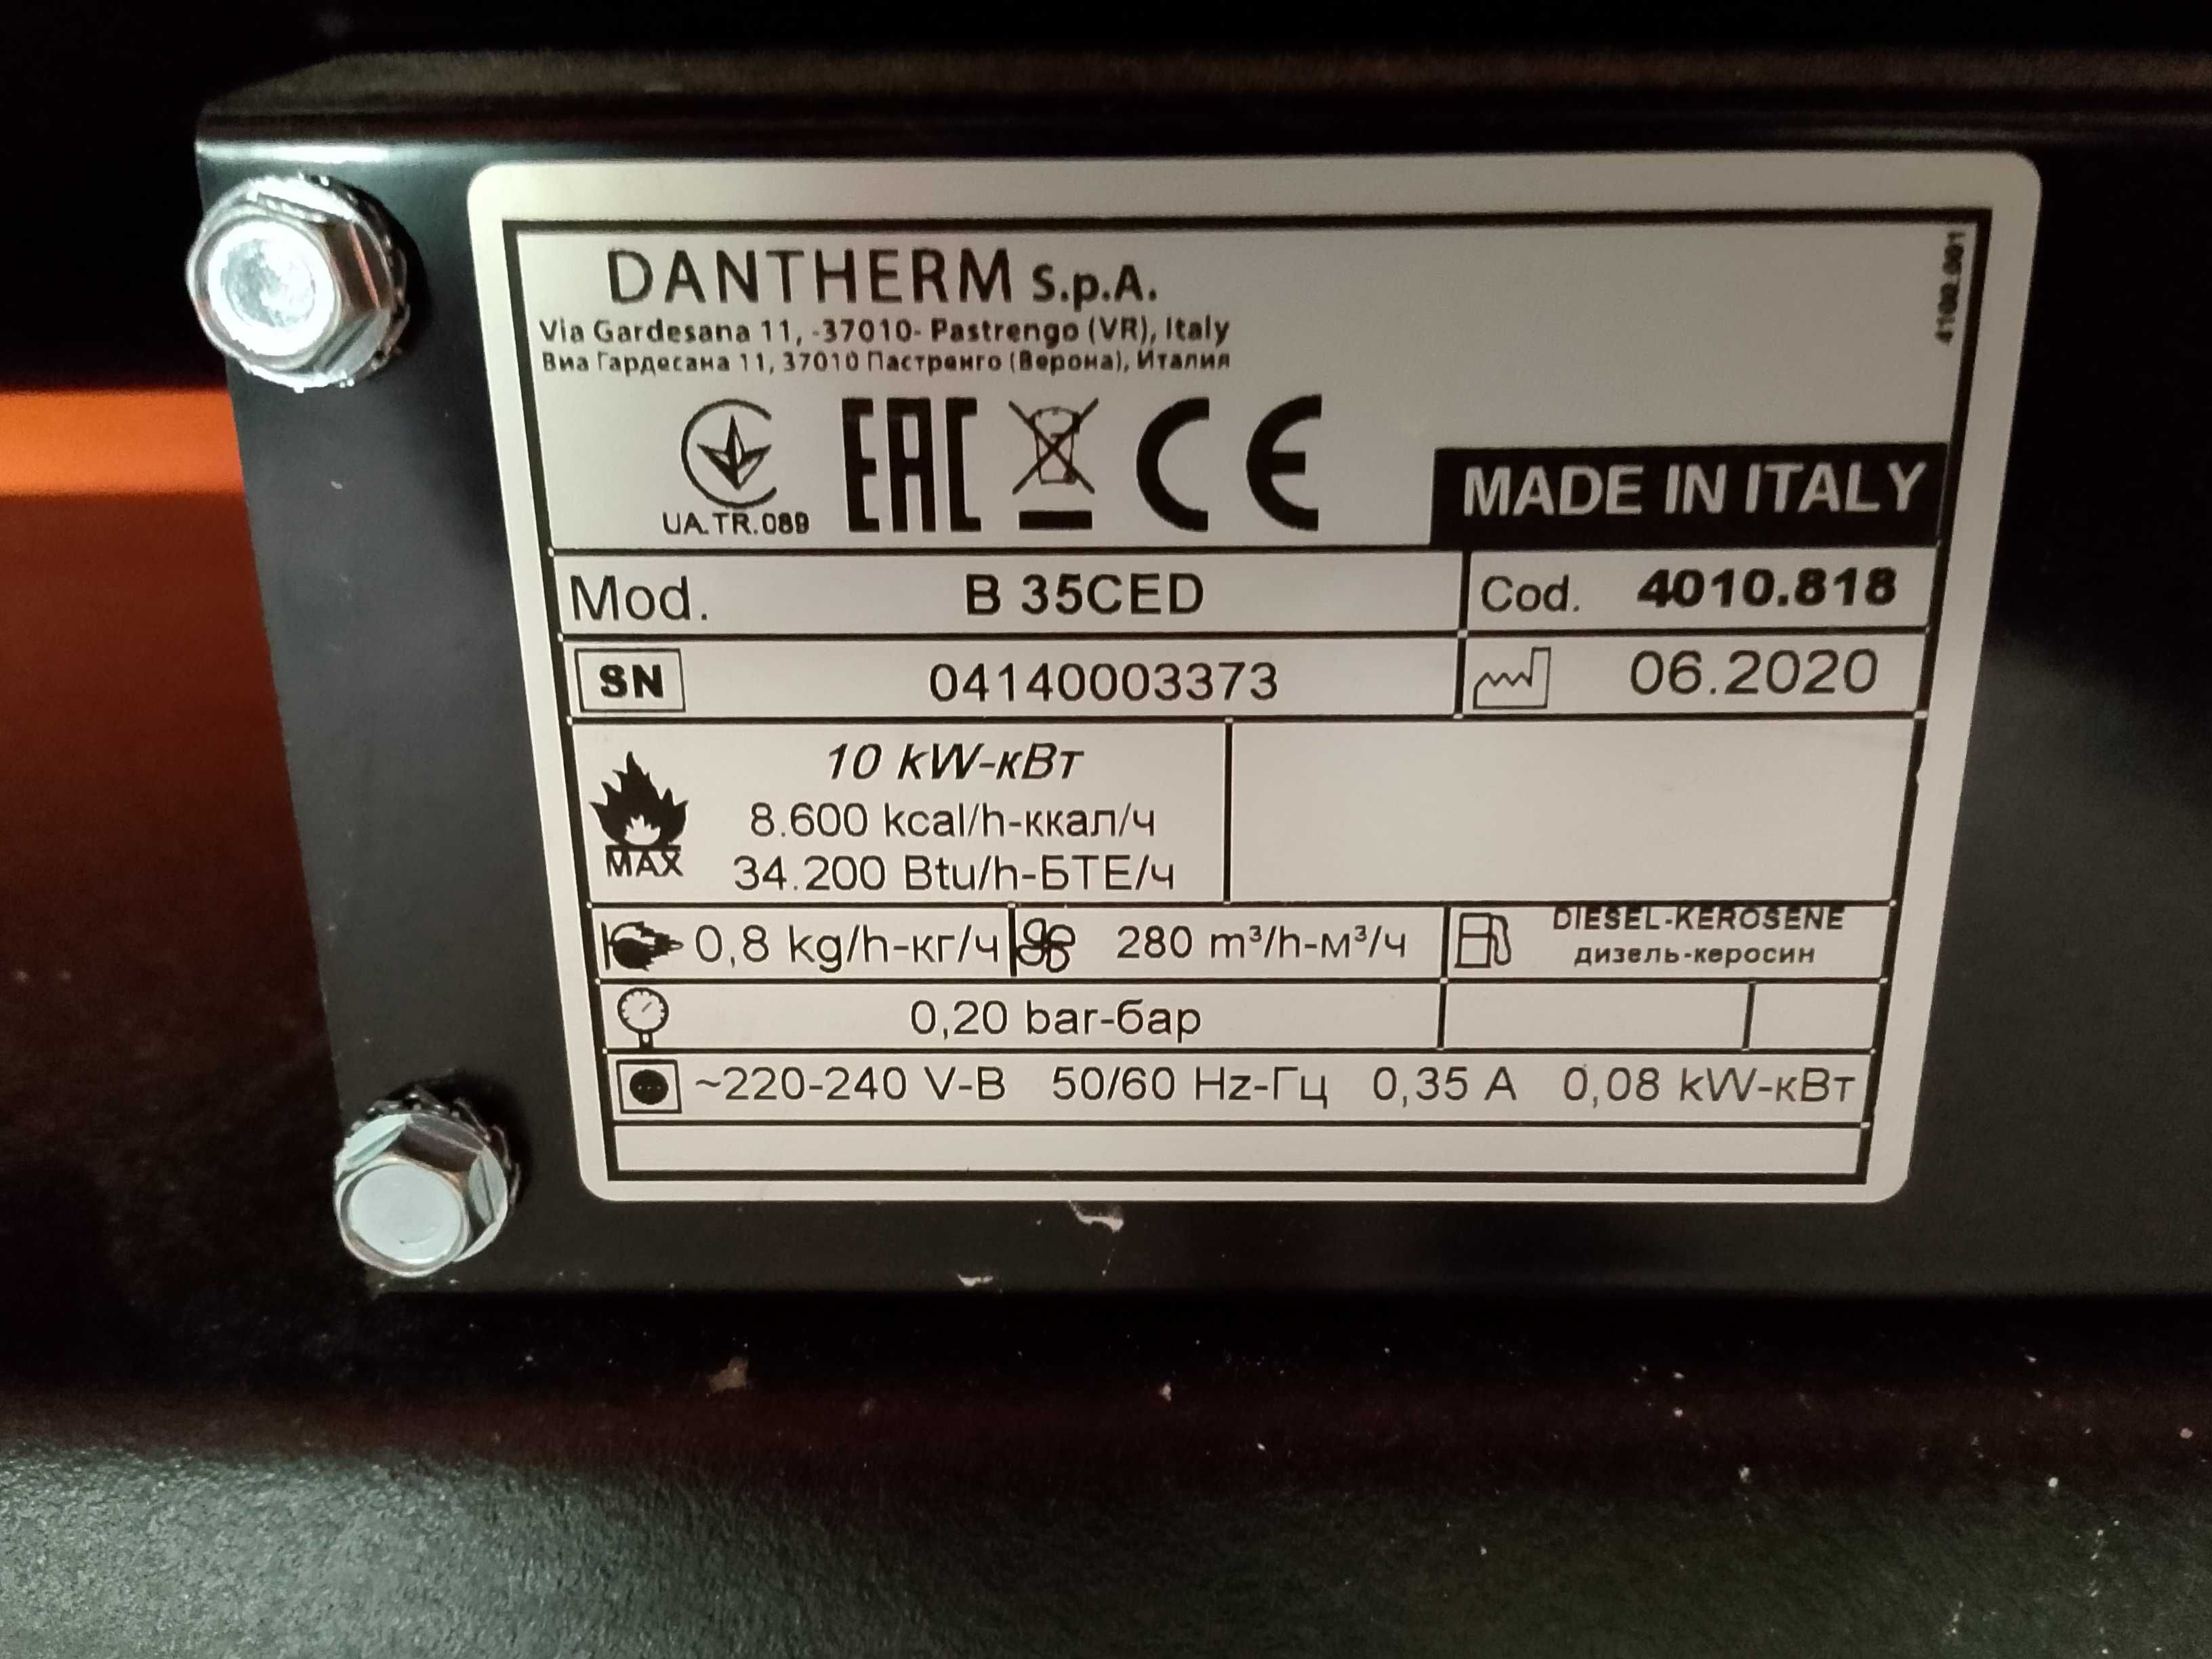 DANTHERM S.p.A.
Via Gardesana 11, -37010- Pastrengo (VR), Italy
Виа Гардесана 11, 37010 Пастренго (Верона), Италия
4100.001
UA.TR.089
EAC
CE
MADE IN ITALY
Mod. B 35CED Cod. 4010.818
SN 04140003373 06.2020
10 kW-кВт
8.600 kcal/h-ккал/ч
MAX 34.200 Btu/h-БТЕ/ч
0,8 kg/h-кг/ч 280 m³/h-м³/ч DIESEL-KEROSENE
дизель-керосин
0,20 bar-бар
~220-240 V-В 50/60 Hz-Гц 0,35 A 0,08 kW-кВт